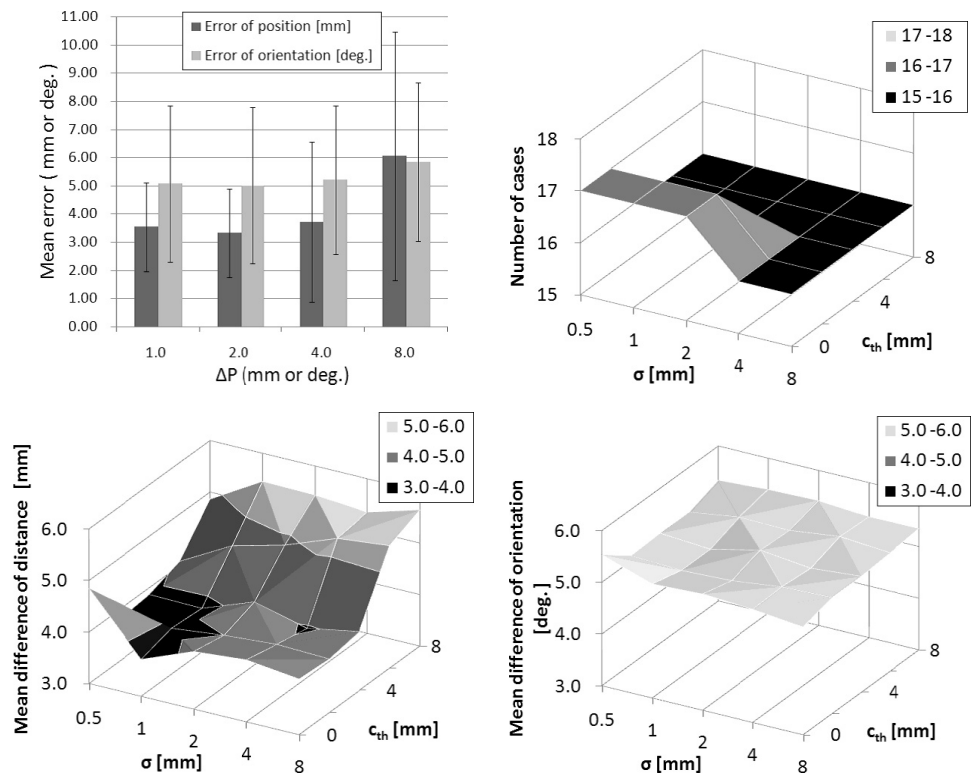 11.00
10.00
9.00
8.00
7.00
6.00
5.00
4.00
3.00
2.00
1.00
0.00
Mean error ( mm or deg. )
Error of position [mm]
Error of orientation [deg.]
1.0 2.0 4.0 8.0
ΔP (mm or deg.)
17 -18
16 -17
15 -16
18
17
16
15
Number of cases
0.5 1 2 4 8
σ [mm]
0 4 8
c_th [mm]
5.0 -6.0
4.0 -5.0
3.0 -4.0
6.0
5.0
4.0
3.0
Mean difference of distance [mm]
0.5 1 2 4 8
σ [mm]
0 4 8
c_th [mm]
5.0 -6.0
4.0 -5.0
3.0 -4.0
6.0
5.0
4.0
3.0
Mean difference of orientation
[deg.]
0.5 1 2 4 8
σ [mm]
0 4 8
c_th [mm]